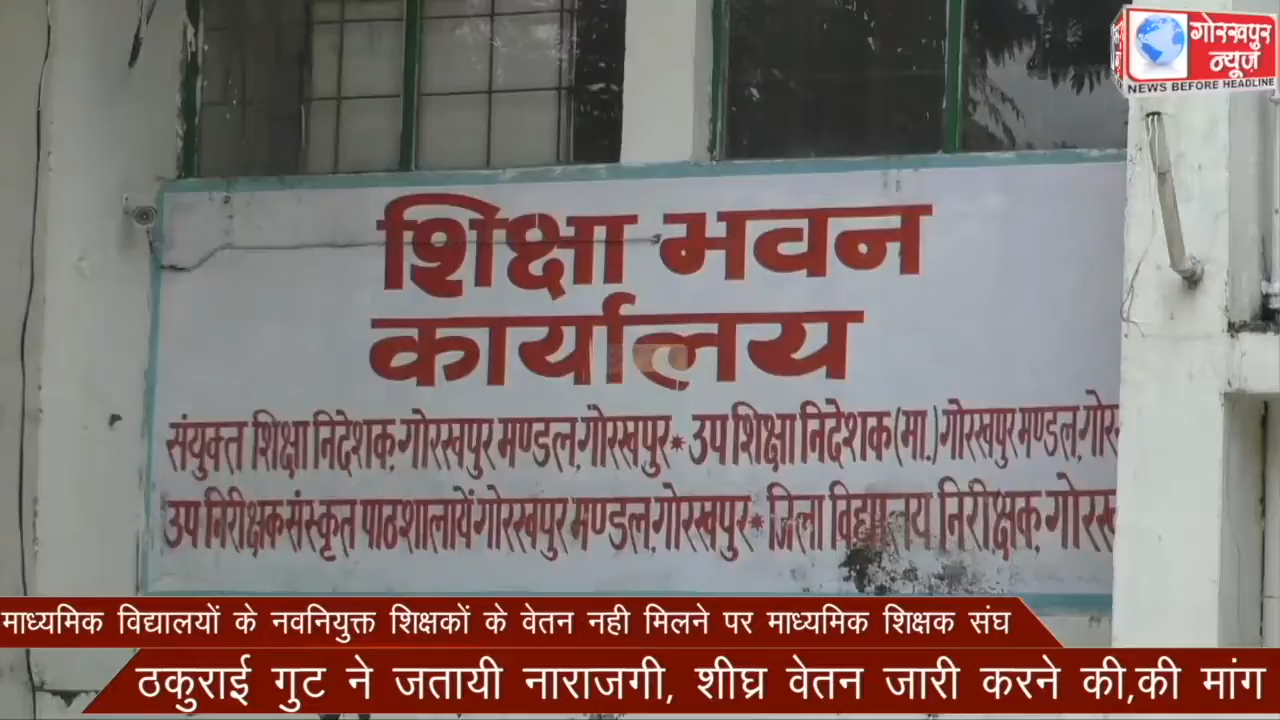 गोरखपुर
न्यूज़
NEWS BEFORE HEADLINE
शिक्षा भवन
कार्यालय
संयुक्त शिक्षा निदेशक,गोरखपुर मण्डल,गोरखपुर* उप शिक्षा निदेशक(मा.)गोरखपुर मण्डल,गोर
उप निरीक्षक संस्कृत पाठशालायें गोरखपुर मण्डल,गोरखपुर* जिला विद्यालय निरीक्षक,गोरख
माध्यमिक विद्यालयों के नवनियुक्त शिक्षकों के वेतन नही मिलने पर माध्यमिक शिक्षक संघ
ठकुराई गुट ने जतायी नाराजगी, शीघ्र वेतन जारी करने की,की मांग